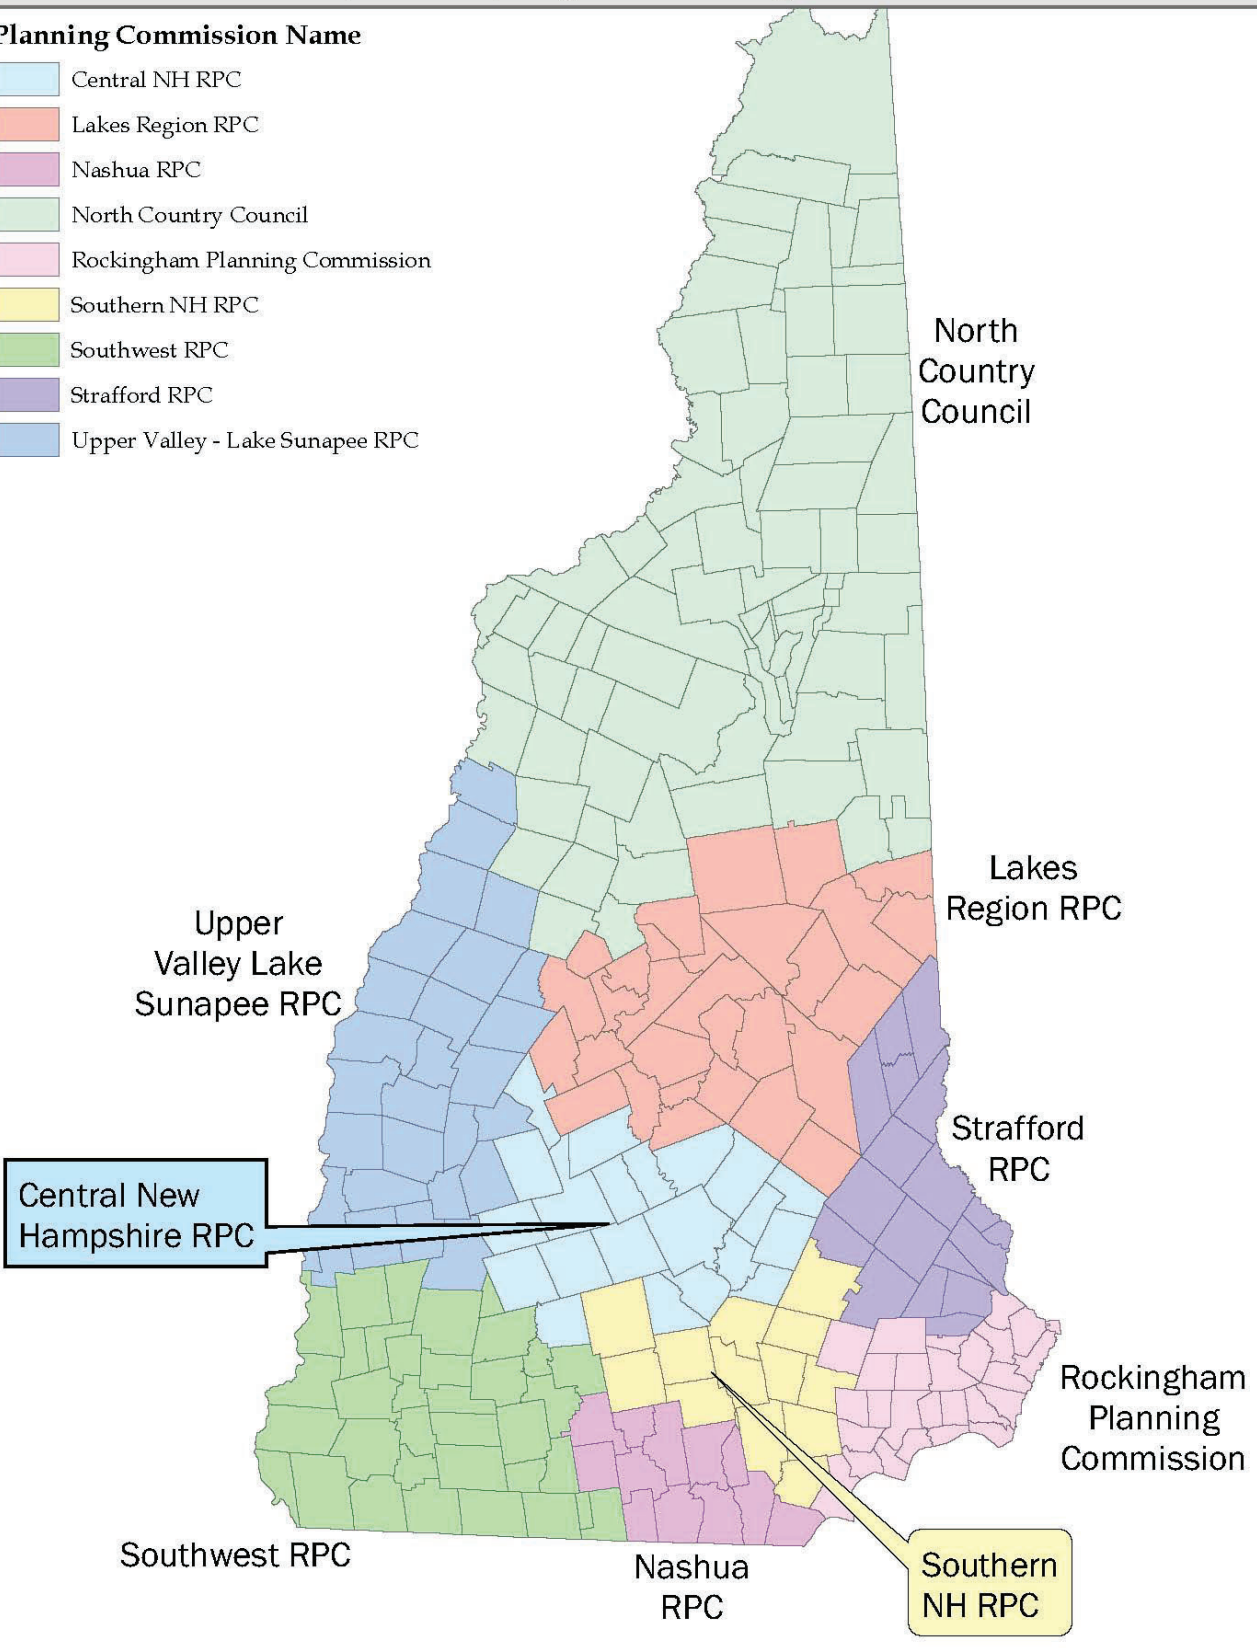 Planning Commission Name
Central NH RPC
Lakes Region RPC
Nashua RPC
North Country Council
Rockingham Planning Commission
Southern NH RPC
Southwest RPC
Strafford RPC
Upper Valley - Lake Sunapee RPC
North
Country
Council
Lakes
Region RPC
Upper
Valley Lake
Sunapee RPC
Strafford
RPC
Central New
Hampshire RPC
Rockingham
Planning
Commission
Southwest RPC
Nashua
RPC
Southern
NH RPC